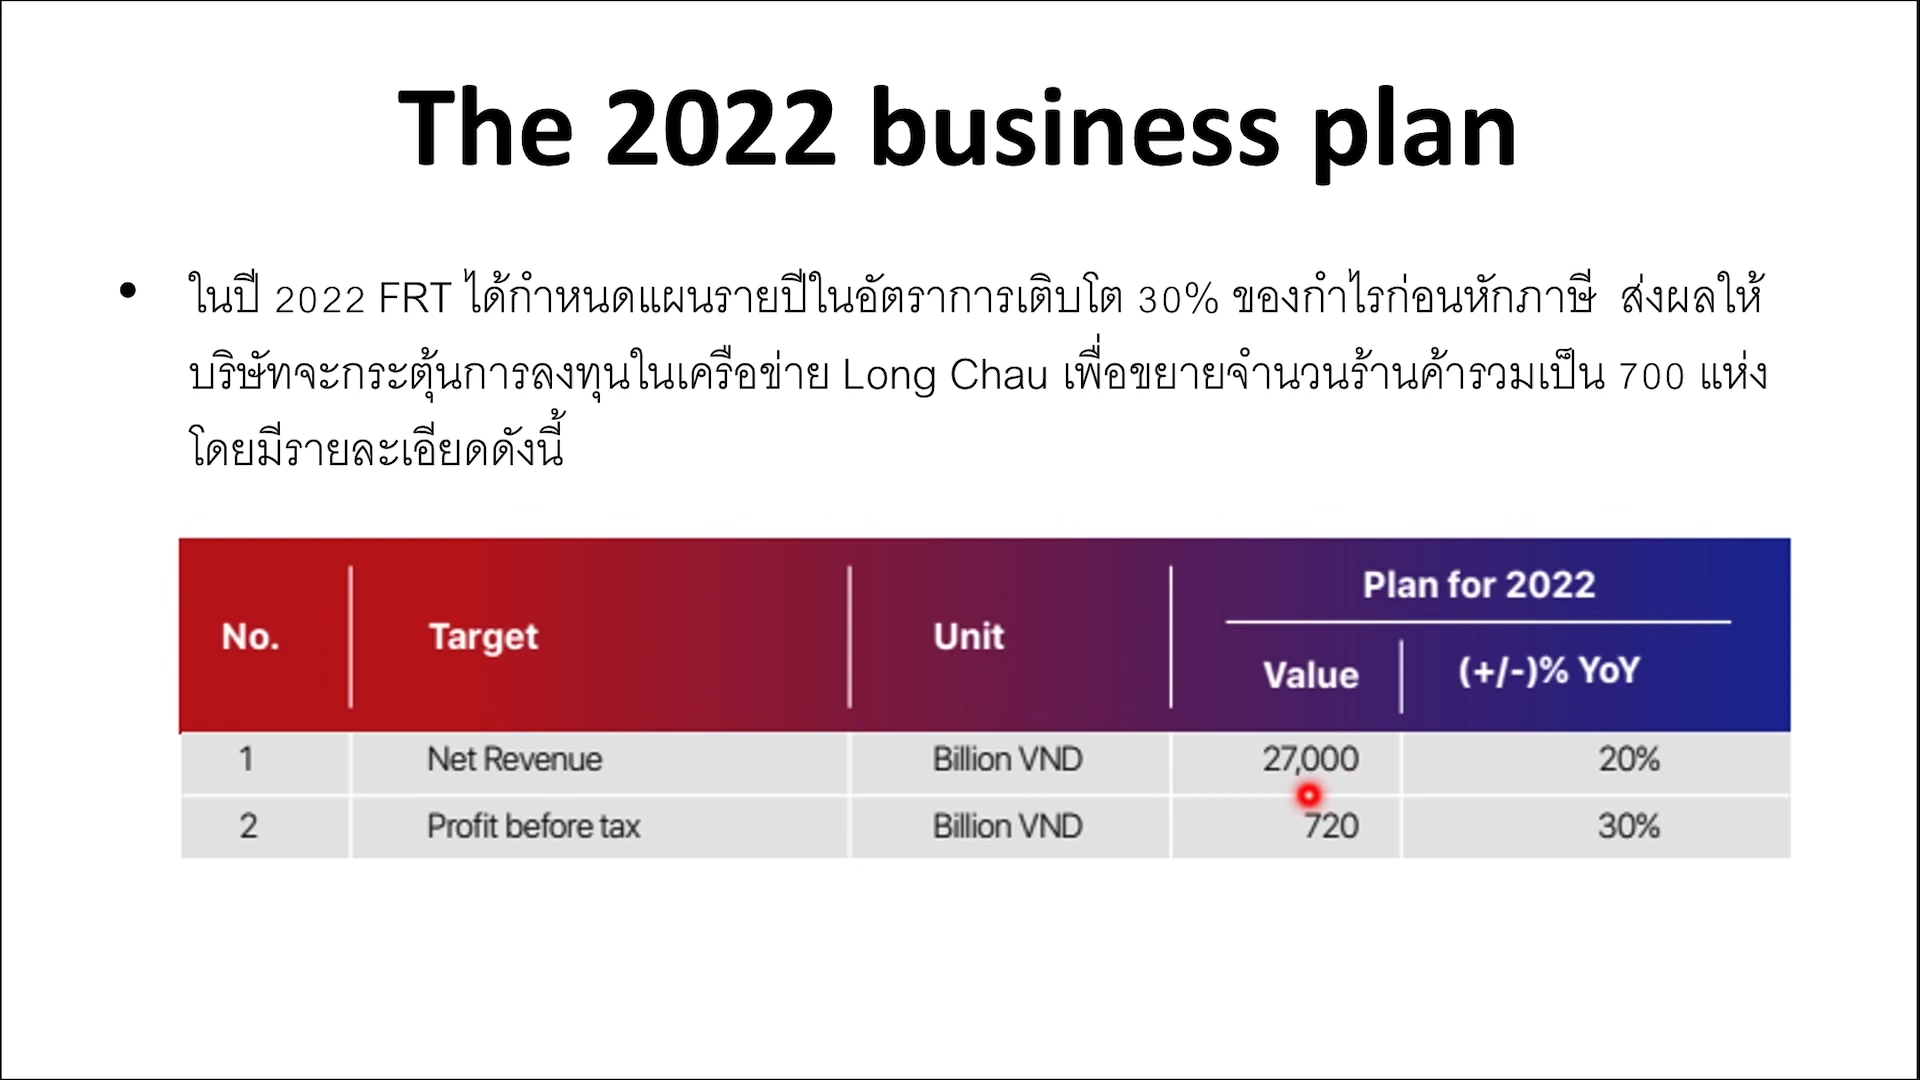 The 2022 business plan
• ในปี 2022 FRT ได้กำหนดแผนรายปีในอัตราการเติบโต 30% ของกำไรก่อนหักภาษี ส่งผลให้
บริษัทจะกระตุ้นการลงทุนในเครือข่าย Long Chau เพื่อขยายจำนวนร้านค้ารวมเป็น 700 แห่ง
โดยมีรายละเอียดดังนี้
Plan for 2022
No. Target Unit Value (+/-)% YoY
1 Net Revenue Billion VND 27,000 20%
2 Profit before tax Billion VND 720 30%